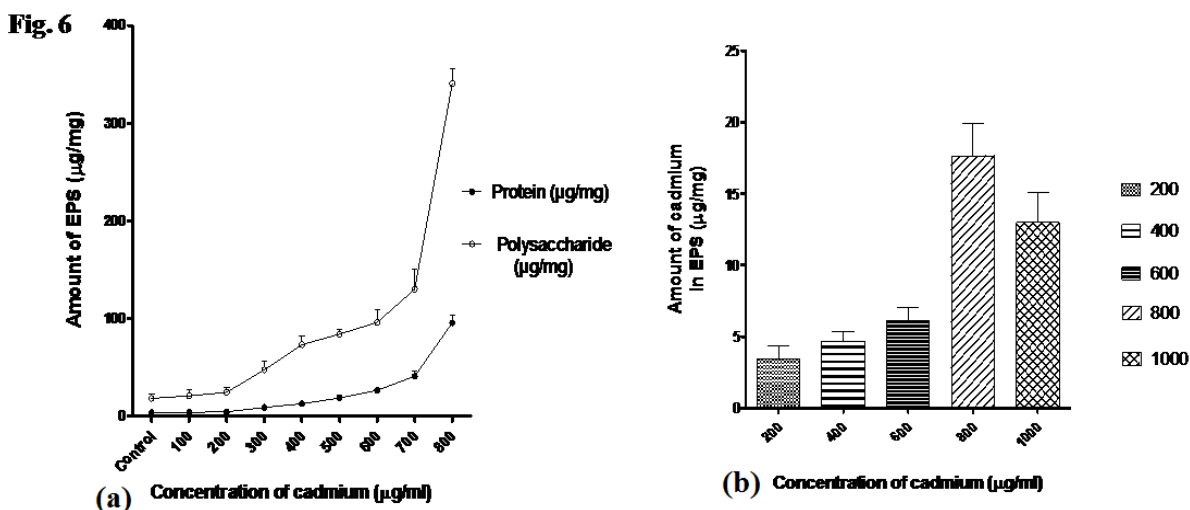 Fig. 6
400
300
200
100
0
Amount of EPS (µg/mg)
Control
100
200
300
400
500
600
700
800
Protein (µg/mg)
Polysaccharide
(µg/mg)
(a) Concentration of cadmium (µg/ml)
25
20
15
10
5
0
Amount of cadmium
in EPS (µg/mg)
200
400
600
800
1000
200
400
600
800
1000
(b) Concentration of cadmium (µg/ml)